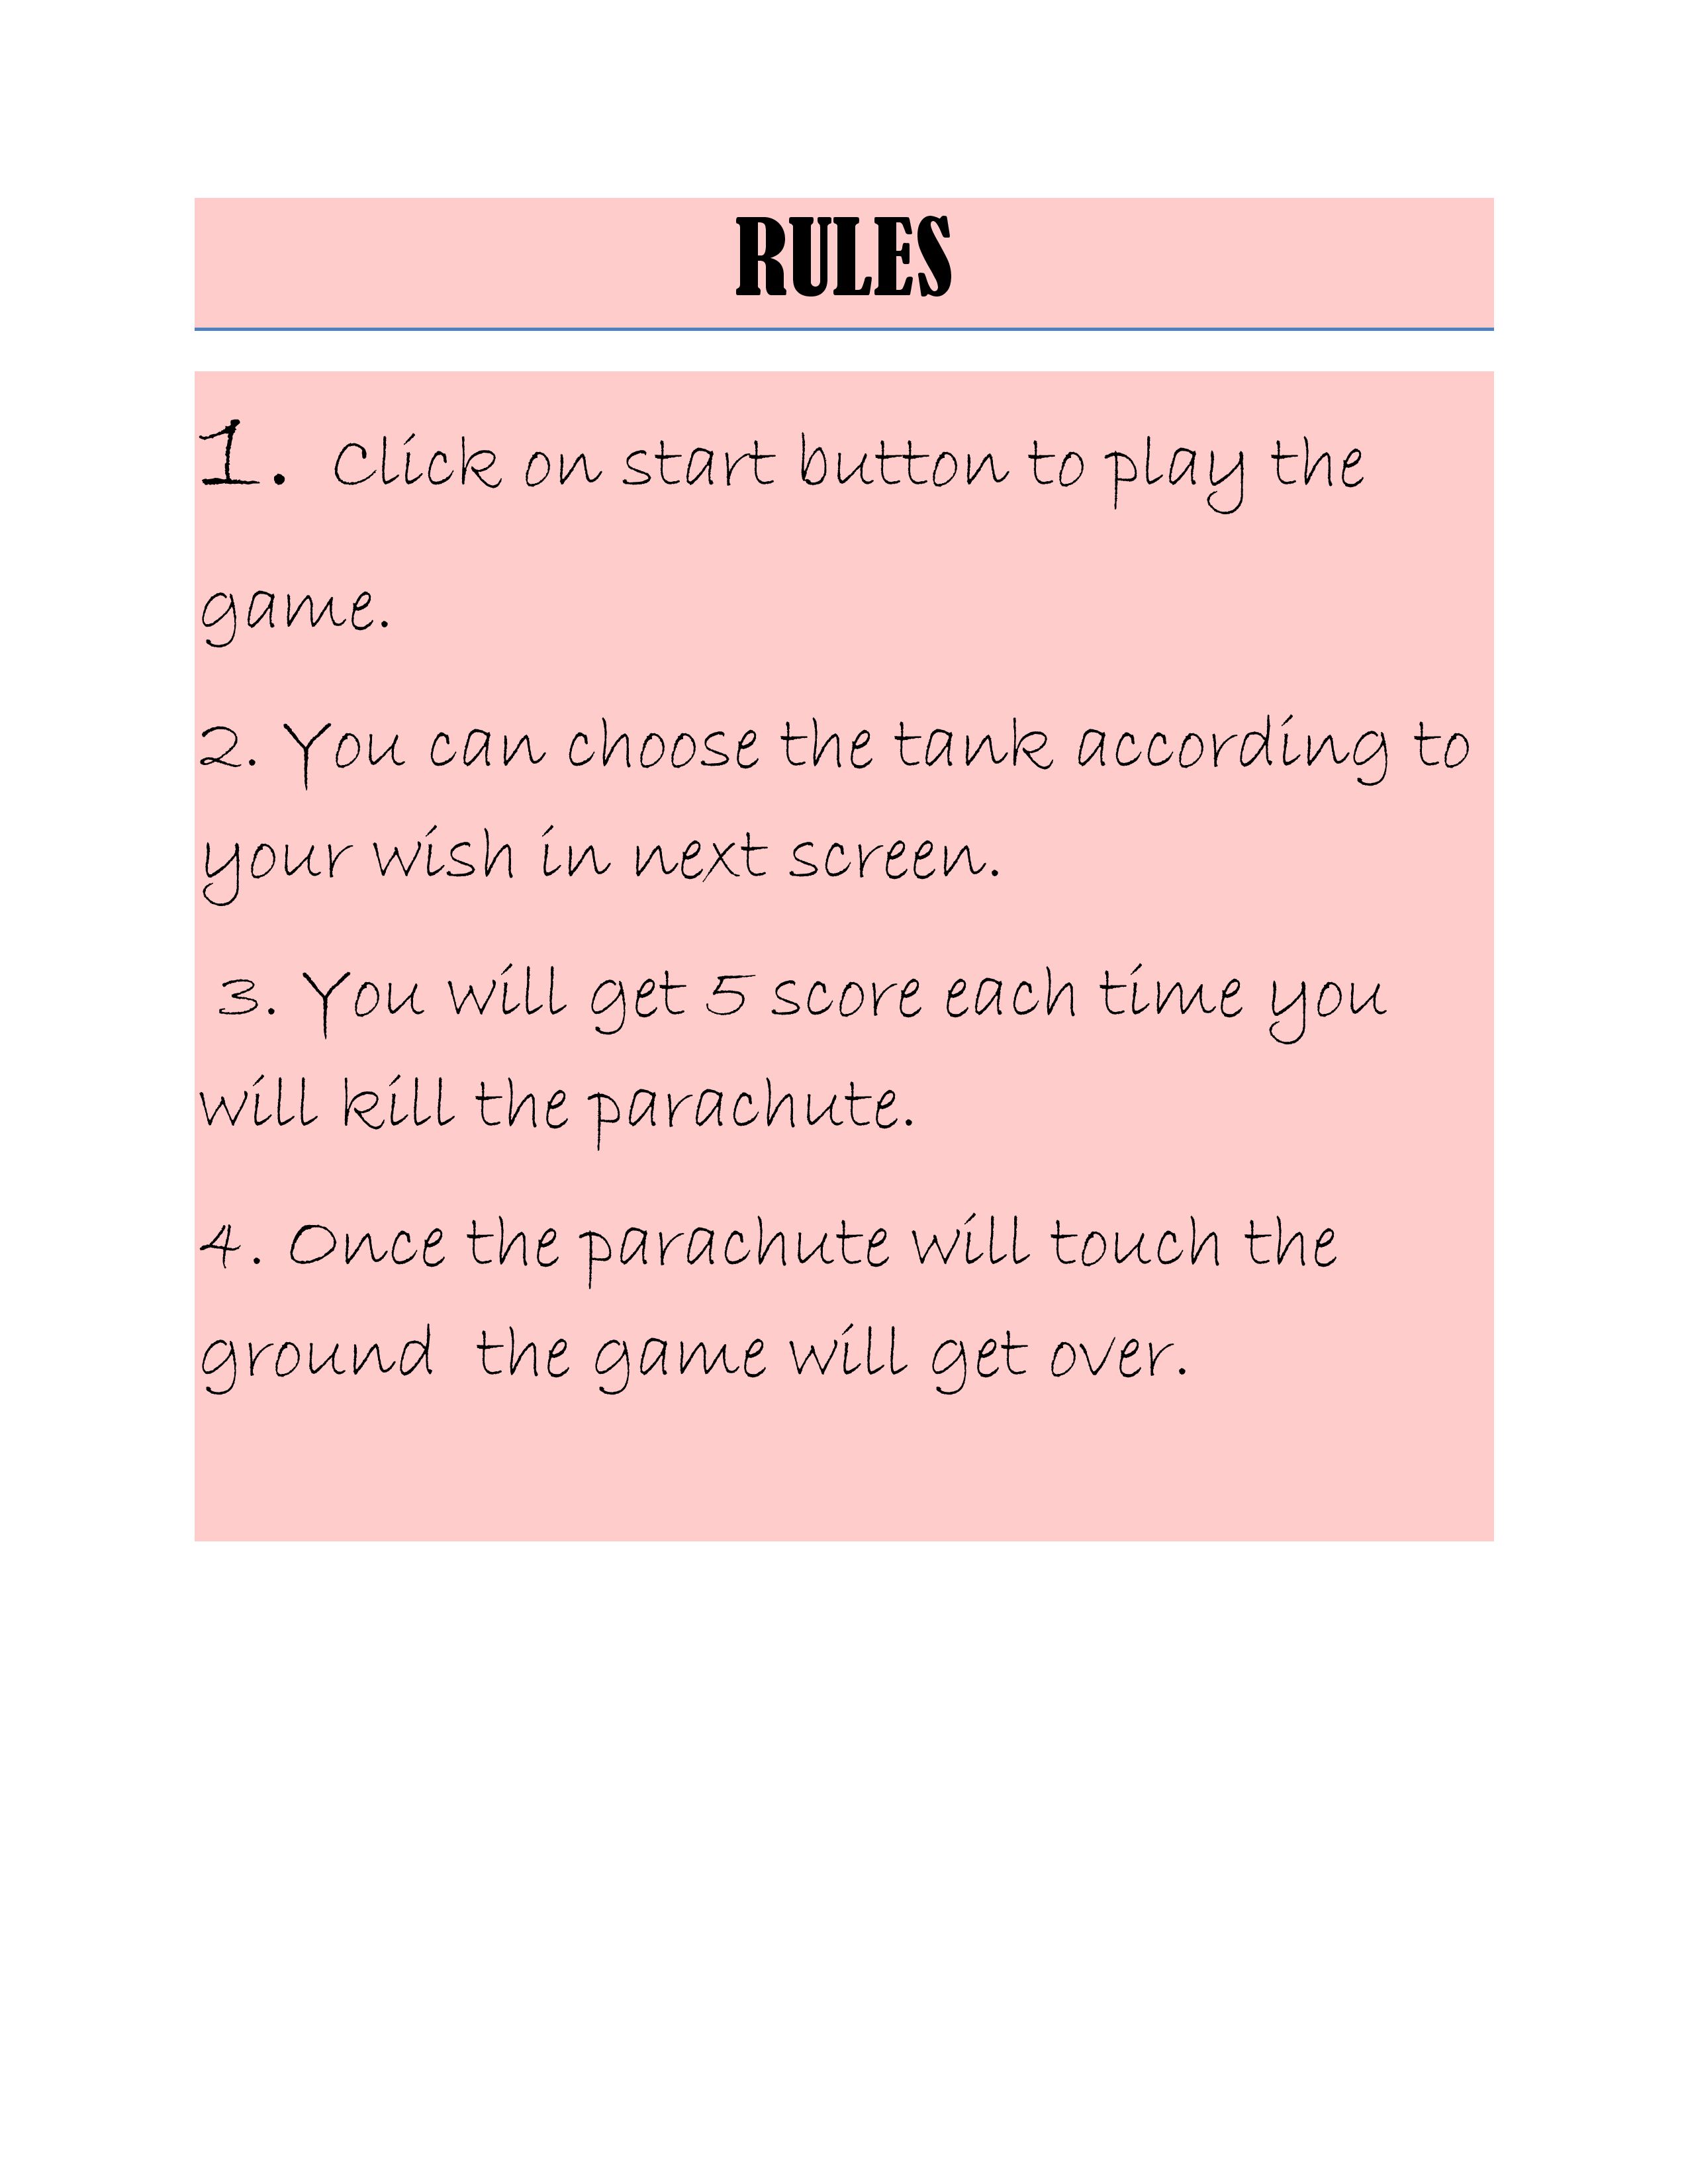 RULES
1. Click on start button to play the
game.
2. You can choose the tank according to
your wish in next screen.
3. You will get 5 score each time you
will kill the parachute.
4. Once the parachute will touch the
ground  the game will get over.